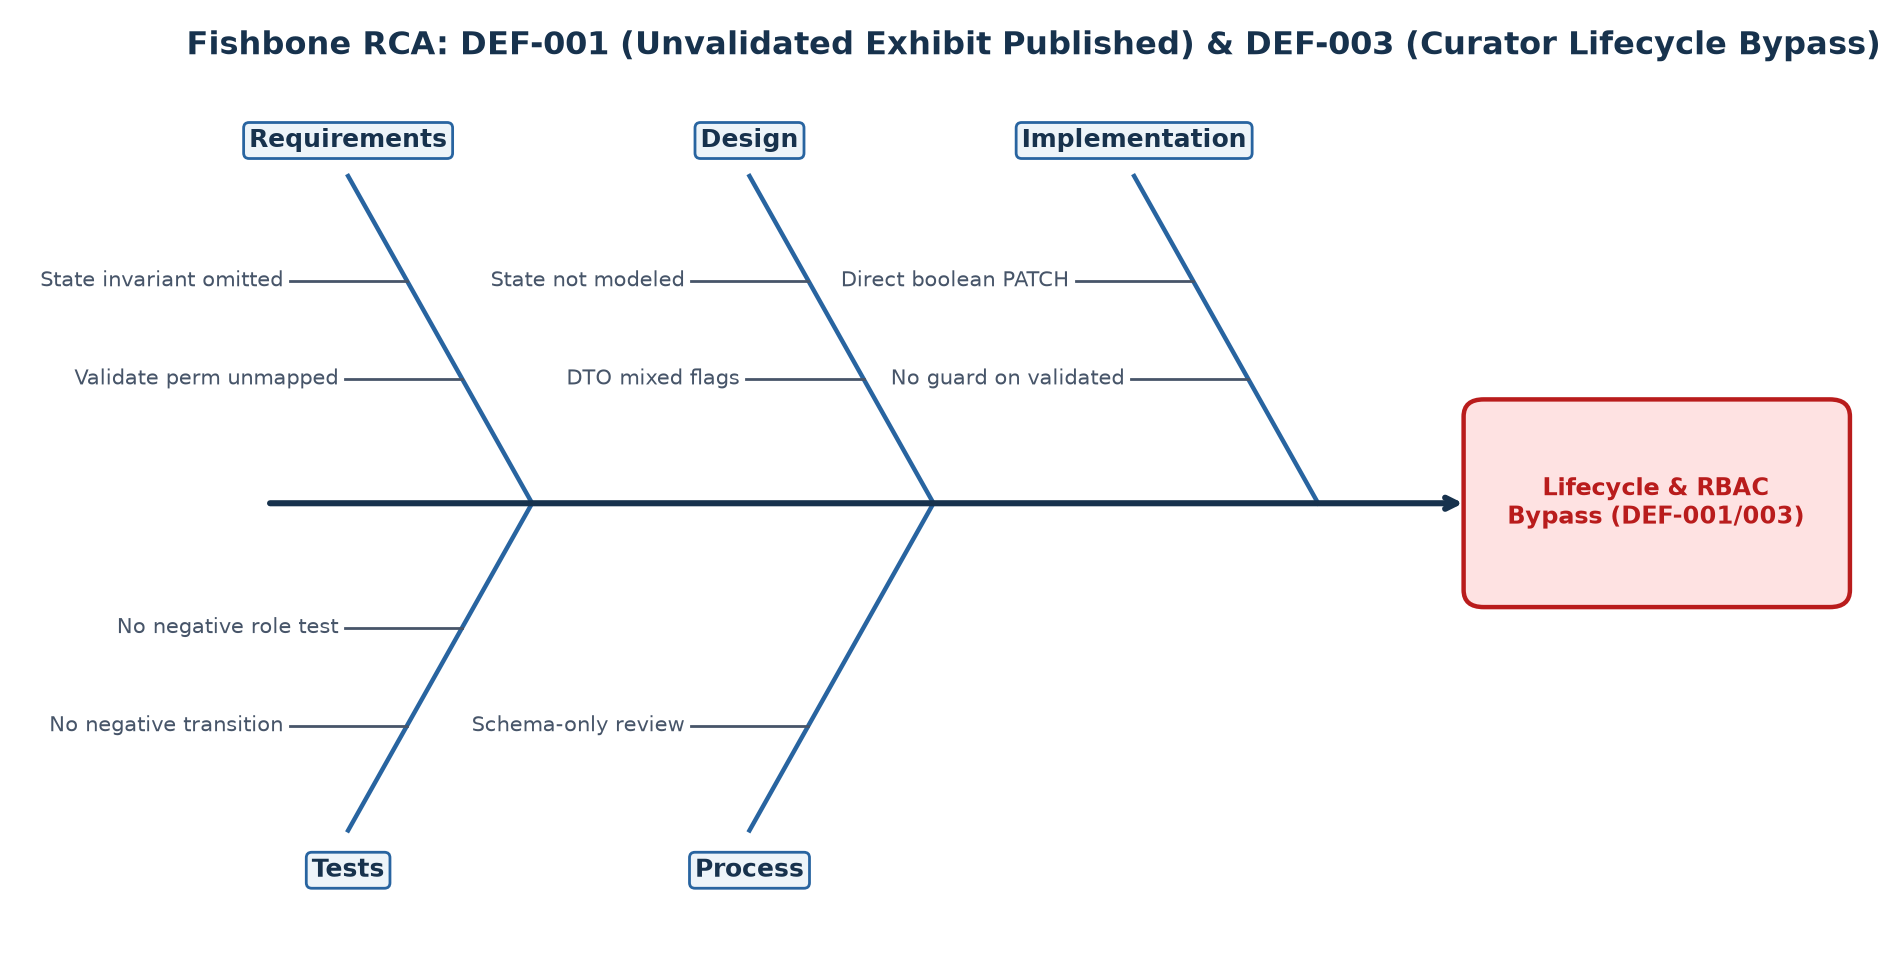 Fishbone RCA: DEF-001 (Unvalidated Exhibit Published) & DEF-003 (Curator Lifecycle Bypass)
Requirements
Design
Implementation
State invariant omitted
State not modeled
Direct boolean PATCH
Validate perm unmapped
DTO mixed flags
No guard on validated
Lifecycle & RBAC
Bypass (DEF-001/003)
No negative role test
No negative transition
Schema-only review
Tests
Process